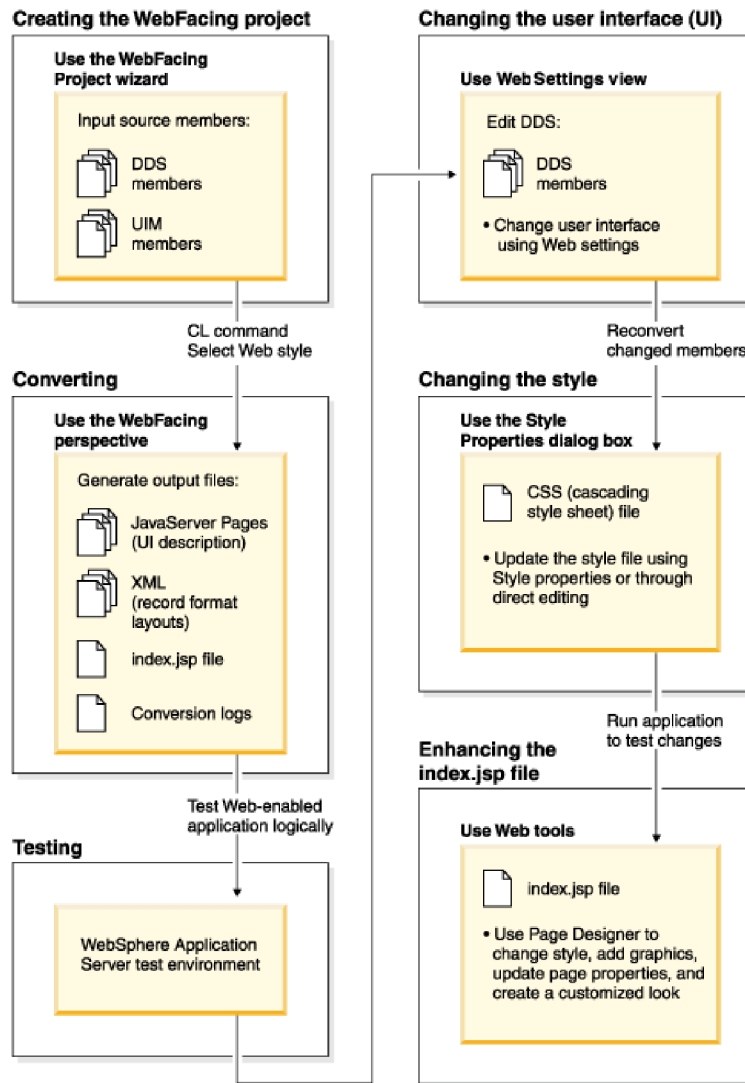 Creating the WebFacing project
Use the WebFacing
Project wizard
Input source members:
DDS
members
UIM
members
CL command
Select Web style
Converting
Use the WebFacing
perspective
Generate output files:
JavaServer Pages
(UI description)
XML
(record format
layouts)
index.jsp file
Conversion logs
Test Web-enabled
application logically
Testing
WebSphere Application
Server test environment
Changing the user interface (UI)
Use Web Settings view
Edit DDS:
DDS
members
• Change user interface
using Web settings
Reconvert
changed members
Changing the style
Use the Style
Properties dialog box
CSS (cascading
style sheet) file
• Update the style file using
Style properties or through
direct editing
Run application
to test changes
Enhancing the
index.jsp file
Use Web tools
index.jsp file
• Use Page Designer to
change style, add graphics,
update page properties, and
create a customized look